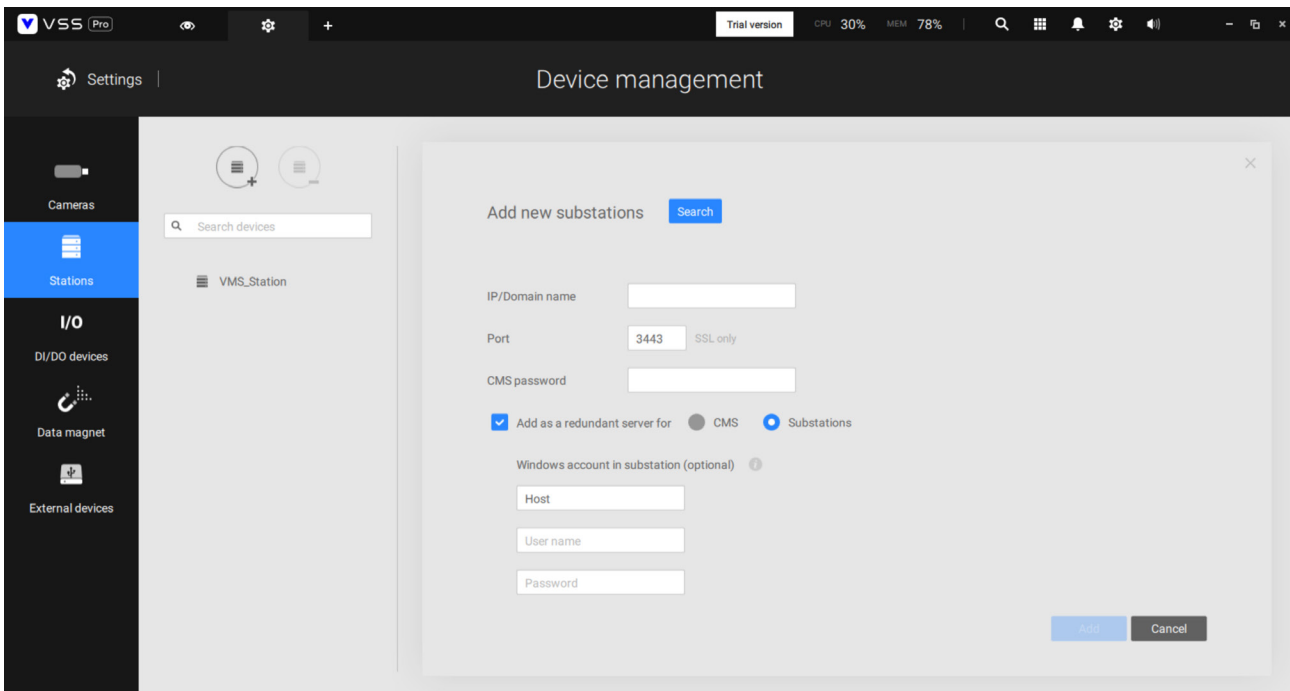 VSS Pro
Trial version
CPU 30% MEM 78%
Settings
Device management
Cameras
Stations
I/O
DI/DO devices
Data magnet
External devices
Search devices
VMS_Station
Add new substations Search
IP/Domain name
Port 3443 SSL only
CMS password
Add as a redundant server for CMS Substations
Windows account in substation (optional)
Host
User name
Password
Add Cancel